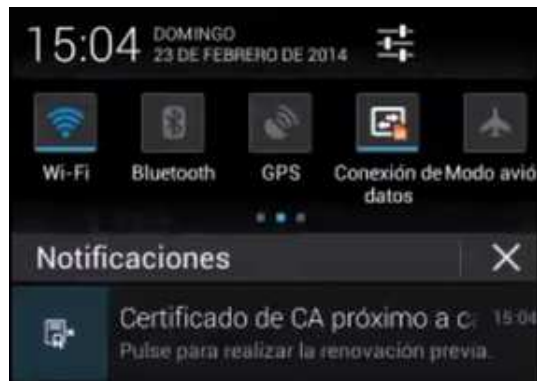 15:04 DOMINGO
23 DE FEBRERO DE 2014
Wi-Fi Bluetooth GPS Conexión de datos Modo avió
Notificaciones
Certificado de CA próximo a c 15:04
Pulse para realizar la renovación previa.